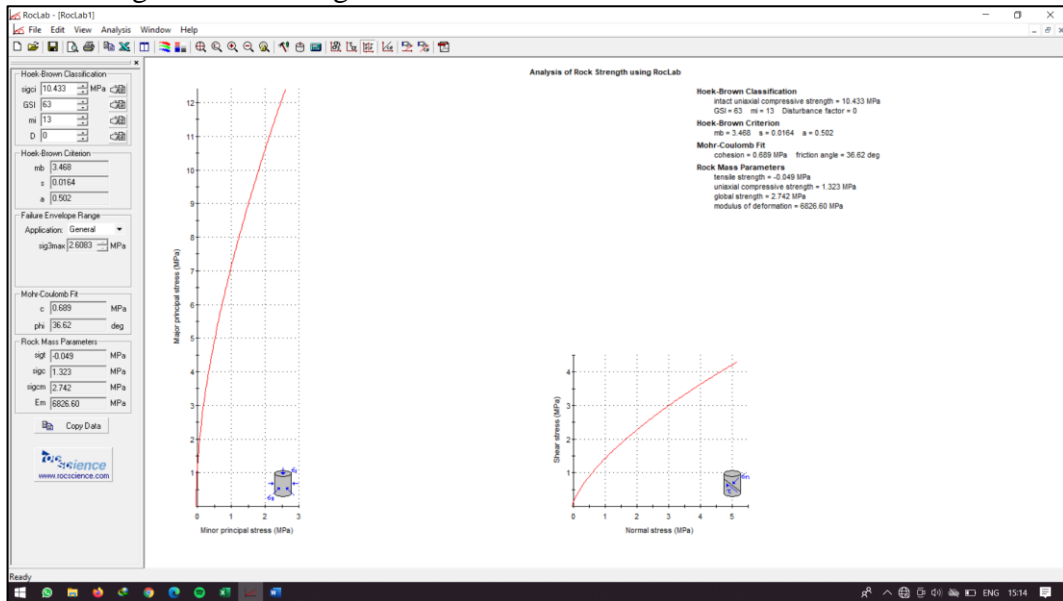 RocLab - [RocLab1]
File Edit View Analysis Window Help
Hoek-Brown Classification
sigci 10.433 MPa
GSI 63
mi 13
D 0
Hoek-Brown Criterion
mb 3.468
s 0.0164
a 0.502
Failure Envelope Range
Application: General
sig3max 2.6083 MPa
Mohr-Coulomb Fit
c 0.689 MPa
phi 36.62 deg
Rock Mass Parameters
sigt -0.049 MPa
sigc 1.323 MPa
sigcm 2.742 MPa
Em 6826.60 MPa
Copy Data
rocscience
www.rocscience.com
Analysis of Rock Strength using RocLab
Hoek-Brown Classification
intact uniaxial compressive strength = 10.433 MPa
GSI = 63 mi = 13 Disturbance factor = 0
Hoek-Brown Criterion
mb = 3.468 s = 0.0164 a = 0.502
Mohr-Coulomb Fit
cohesion = 0.689 MPa friction angle = 36.62 deg
Rock Mass Parameters
tensile strength = -0.049 MPa
uniaxial compressive strength = 1.323 MPa
global strength = 2.742 MPa
modulus of deformation = 6826.60 MPa
Major principal stress (MPa)
12
11
10
9
8
7
6
5
4
3
2
1
0 1 2 3
Minor principal stress (MPa)
Shear stress (MPa)
4
3
2
1
0 1 2 3 4 5
Normal stress (MPa)
Ready
ENG 15:14